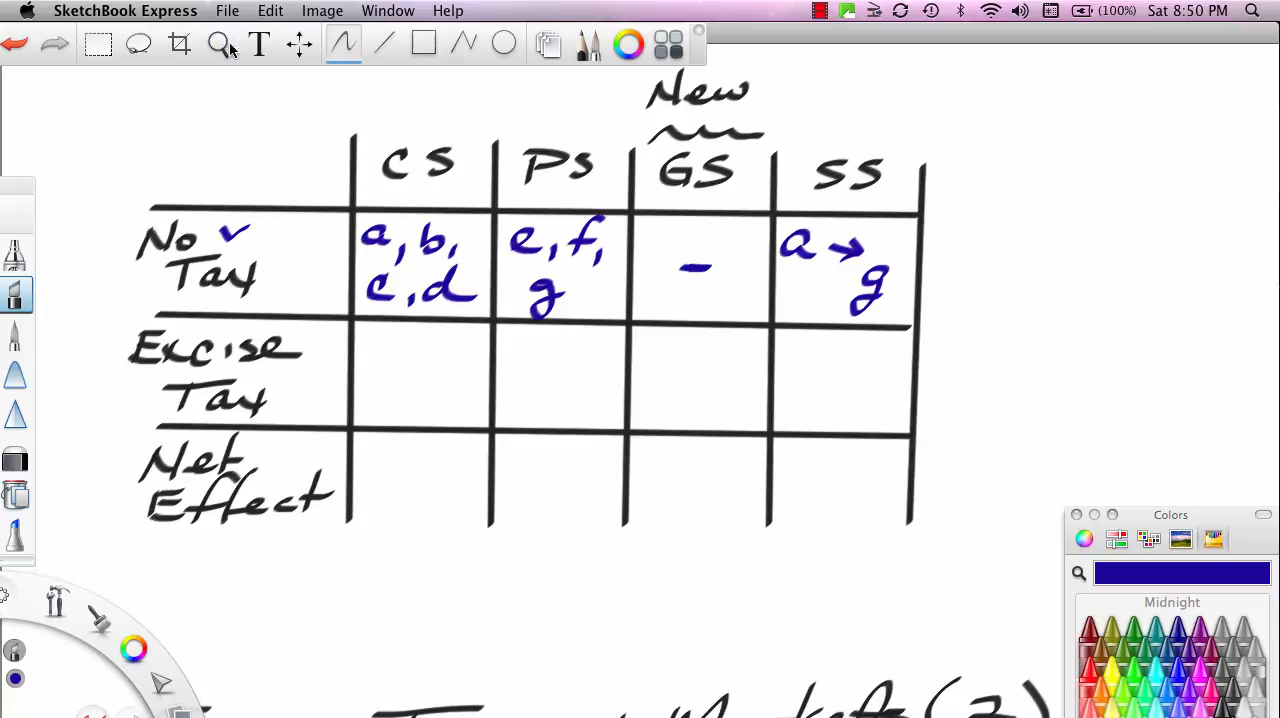 SketchBook Express File Edit Image Window Help (100%) Sat 8:50 PM
T
New
CS PS GS SS
No Tax a, b, c, d e, f, g - a → g
Excise Tax
Net Effect
Colors
Midnight